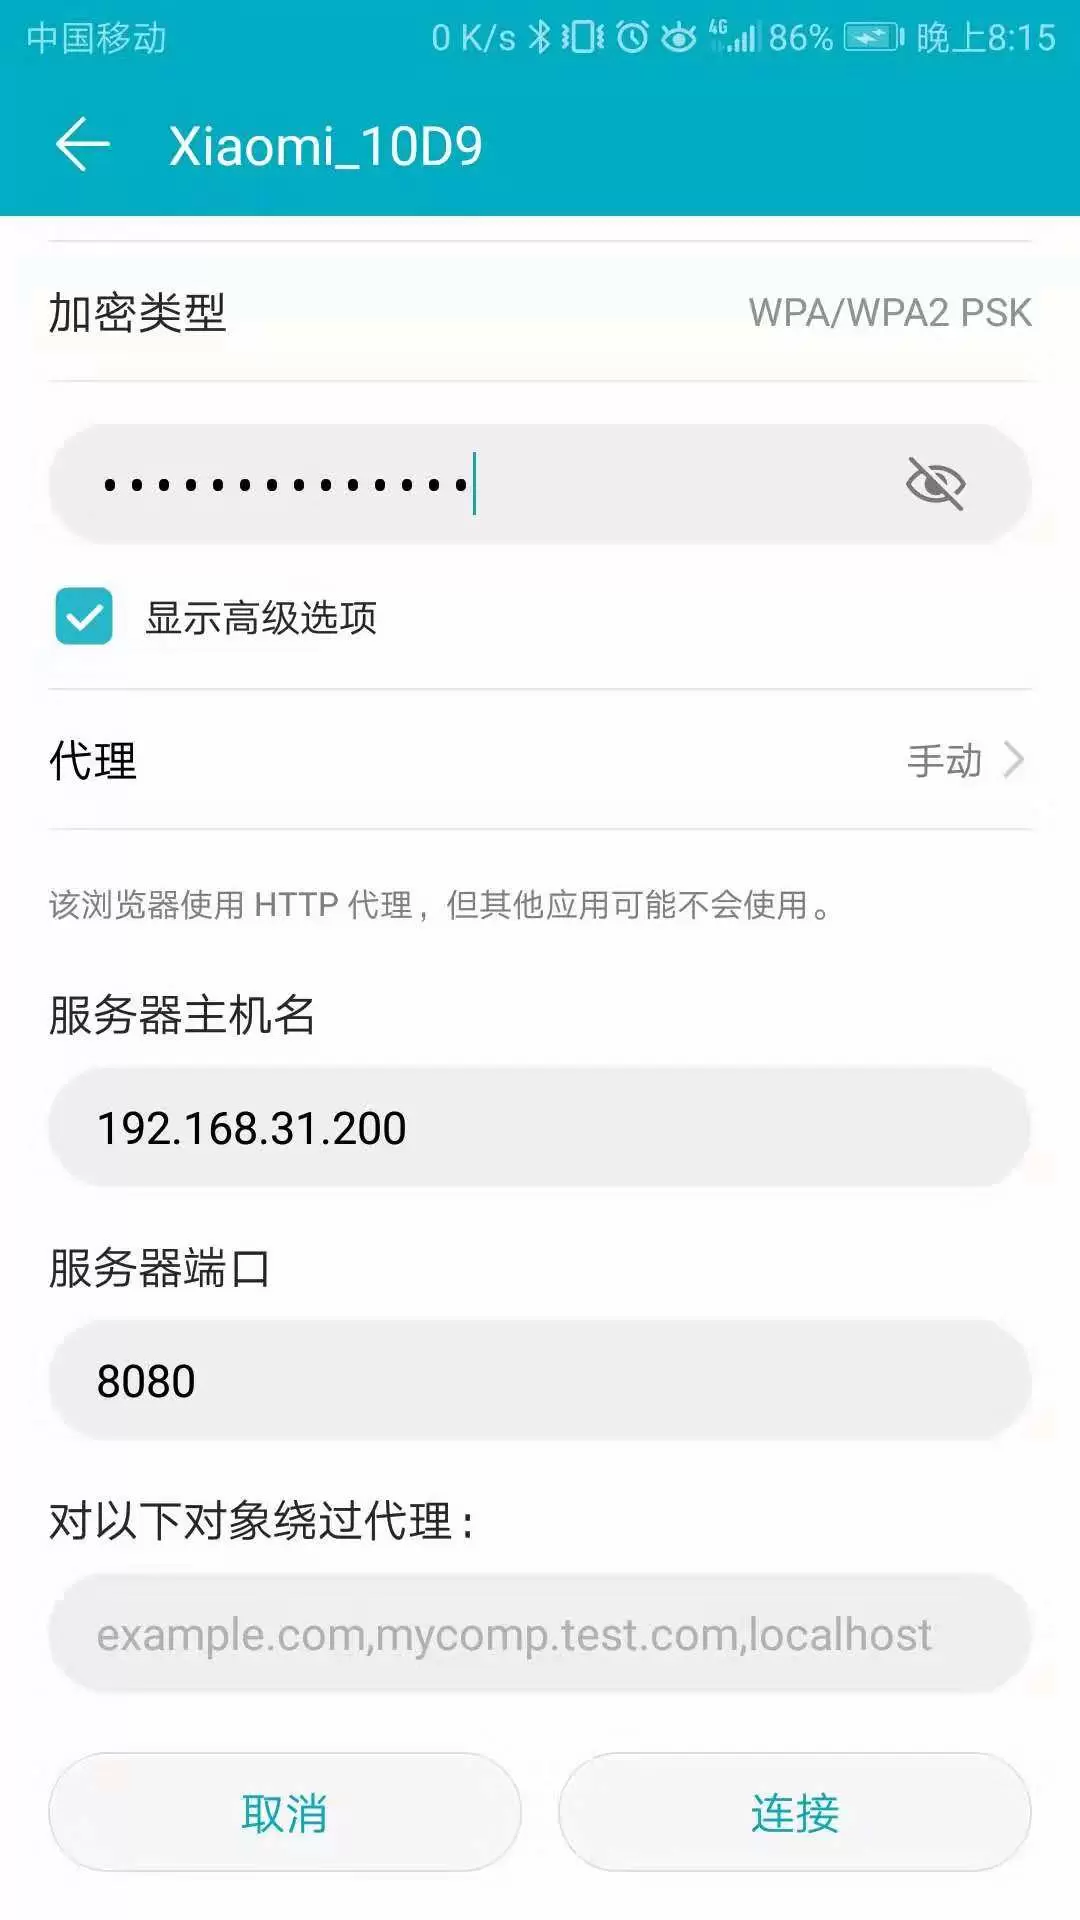 中国移动 0 K/s 4G 86% 晚上8:15
Xiaomi_10D9
加密类型 WPA/WPA2 PSK
••••••••••••••
显示高级选项
代理 手动
该浏览器使用 HTTP 代理，但其他应用可能不会使用。
服务器主机名
192.168.31.200
服务器端口
8080
对以下对象绕过代理：
example.com,mycomp.test.com,localhost
取消 连接